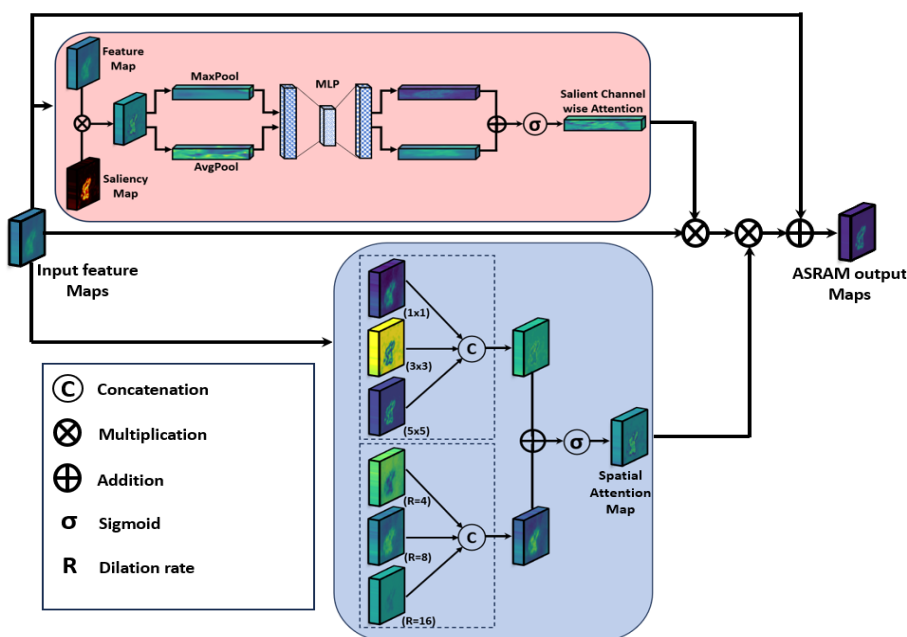 Feature
Map
MaxPool
MLP
Salient Channel
wise Attention
σ
AvgPool
Saliency
Map
Input feature
Maps
ASRAM output
Maps
(1x1)
C
(3x3)
(5x5)
σ
Spatial
Attention
Map
(R=4)
C
(R=8)
(R=16)
C Concatenation
Multiplication
Addition
σ Sigmoid
R Dilation rate